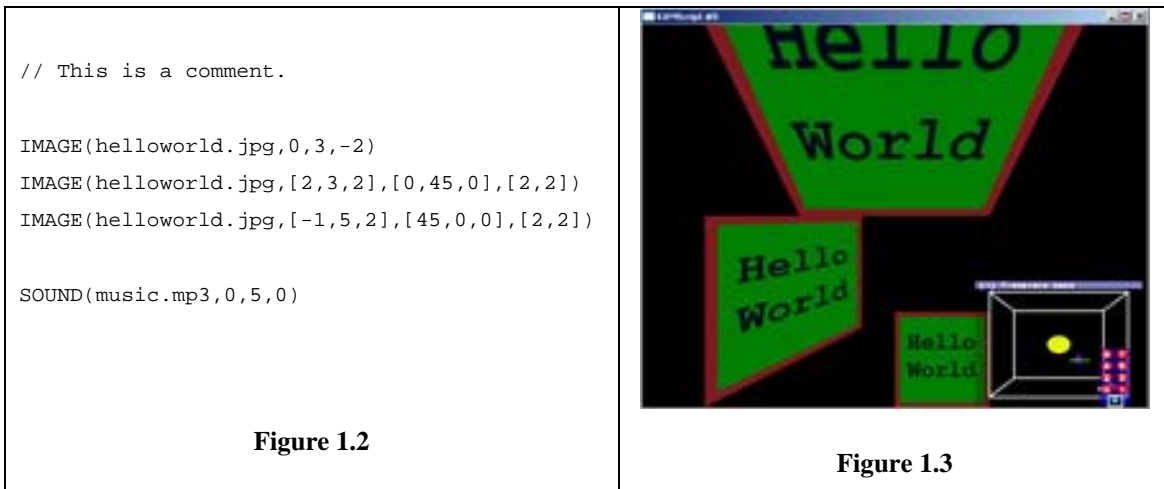 // This is a comment.
IMAGE(helloworld.jpg,0,3,-2)
IMAGE(helloworld.jpg,[2,3,2],[0,45,0],[2,2])
IMAGE(helloworld.jpg,[-1,5,2],[45,0,0],[2,2])
SOUND(music.mp3,0,5,0)
Figure 1.2
Hello
World
Hello
World
Hello
World
Figure 1.3